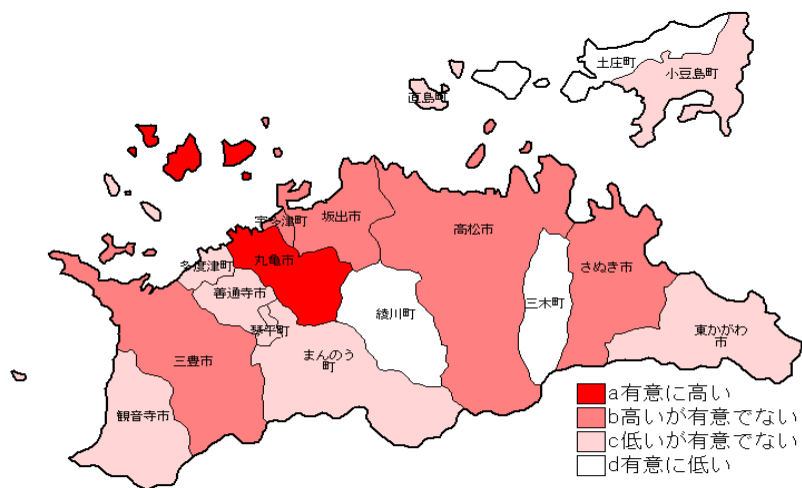 土庄町
小豆島町
直島町
宇多津町
坂出市
高松市
多度津町
丸亀市
さぬき市
善通寺市
三木町
綾川町
琴平町
まんのう
町
東かがわ
市
三豊市
観音寺市
a有意に高い
b高いが有意でない
c低いが有意でない
d有意に低い